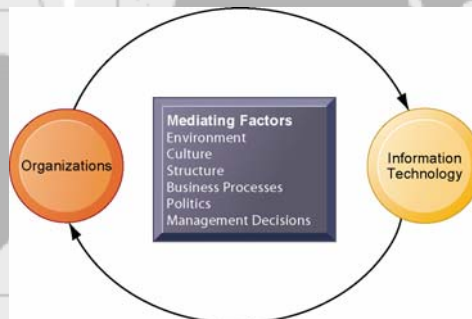 Organizations
Mediating Factors
Environment
Culture
Structure
Business Processes
Politics
Management Decisions
Information
Technology